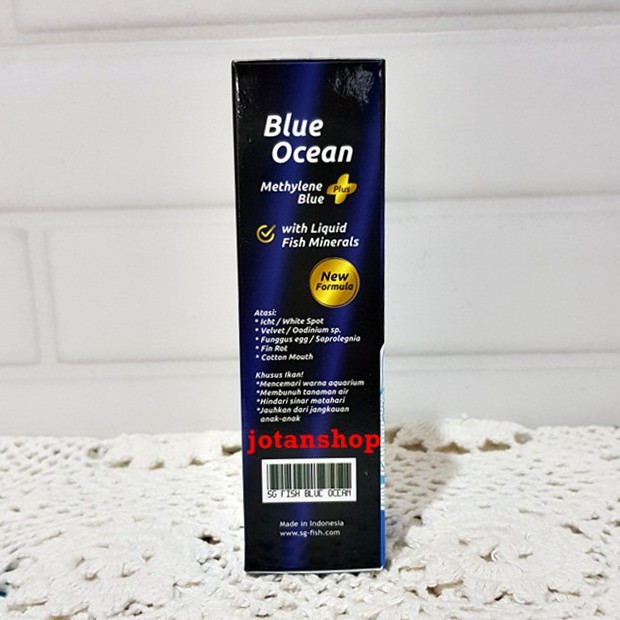 Blue
Ocean
Methylene
Blue
Plus
with Liquid
Fish Minerals
New
Formula
Atasi:
* Icht / White Spot
* Velvet / Oodinium sp.
* Funggus egg / Saprolegnia
* Fin Rot
* Cotton Mouth
Khusus Ikan!
*Mencemari warna aquarium
*Membunuh tanaman air
*Hindari sinar matahari
*Jauhkan dari jangkauan
anak-anak
jotanshop
SG FISH BLUE OCEAN
Made in Indonesia
www.sg-fish.com